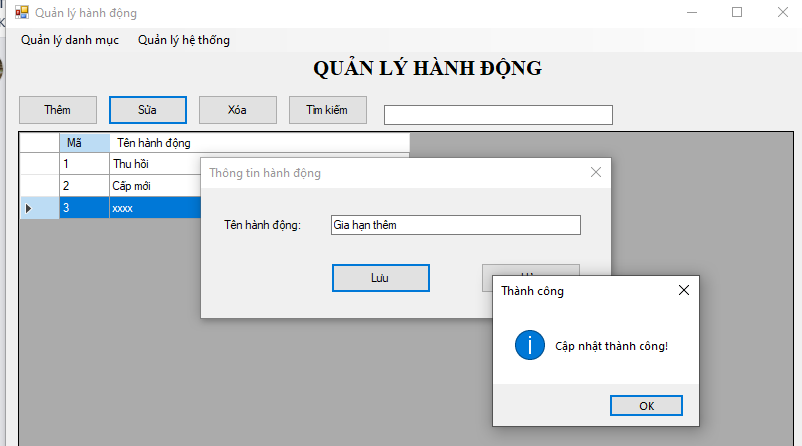 Quản lý hành động
Quản lý danh mục Quản lý hệ thống
QUẢN LÝ HÀNH ĐỘNG
Thêm Sửa Xóa Tìm kiếm
Mã Tên hành động
1 Thu hồi
2 Cấp mới
3 xxxx
Thông tin hành động
Tên hành động: Gia hạn thêm
Lưu
Thành công
Cập nhật thành công!
OK